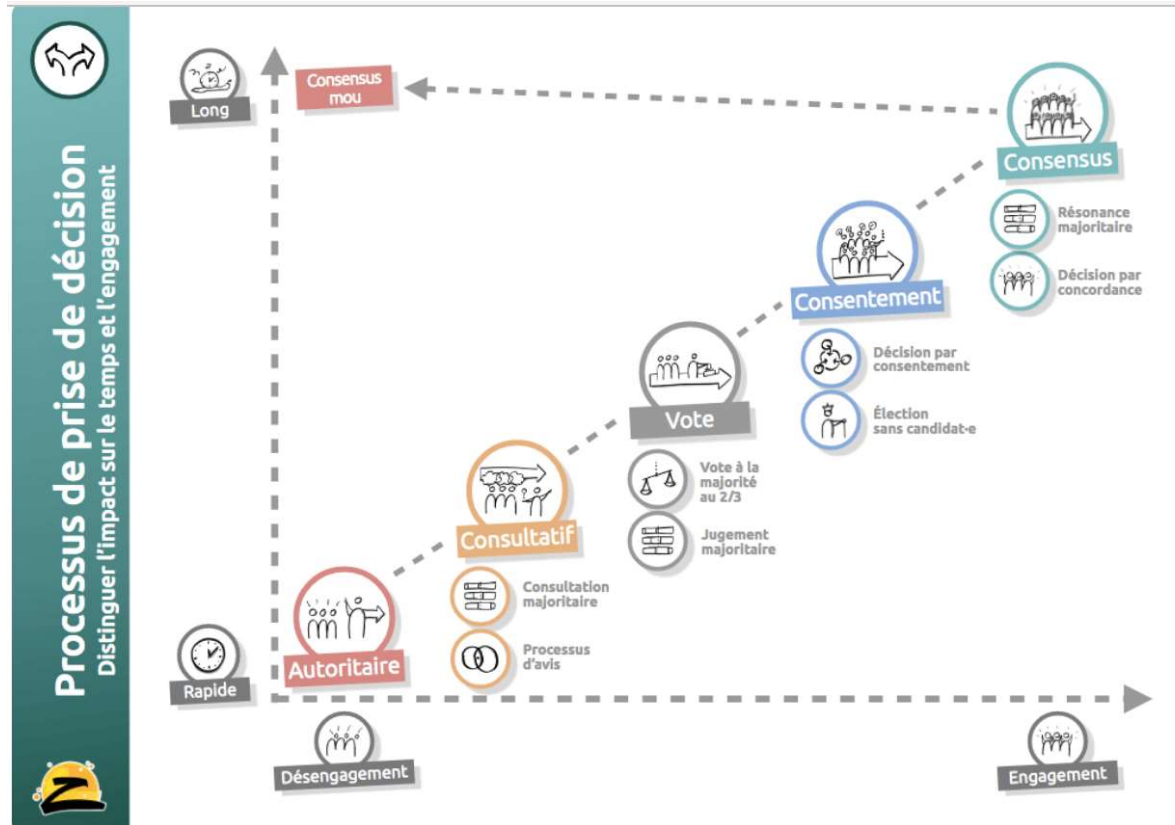 Processus de prise de décision
Distinguer l'impact sur le temps et l'engagement
Long
Consensus
mou
Consensus
Résonance
majoritaire
Décision par
concordance
Consentement
Décision par
consentement
Élection
sans candidat-e
Vote
Vote à la
majorité
au 2/3
Jugement
majoritaire
Consultatif
Consultation
majoritaire
Processus
d'avis
Autoritaire
Rapide
Désengagement
Engagement
Z